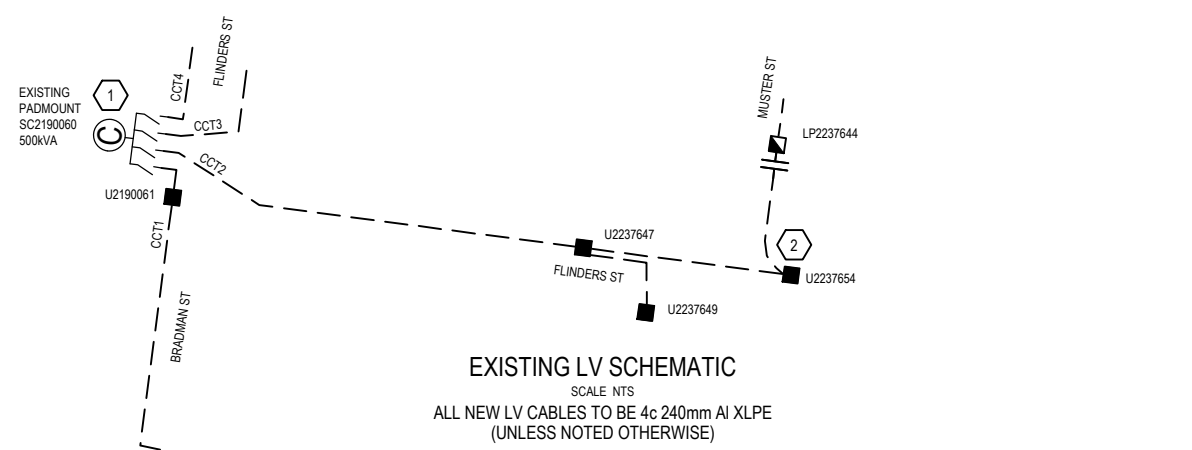 FLINDERS ST
CCT4
EXISTING
PADMOUNT
SC2190060
500kVA
1
C
CCT3
CCT2
U2190061
CCT1
BRADMAN ST
MUSTER ST
LP2237644
U2237647
2
FLINDERS ST
U2237654
U2237649
EXISTING LV SCHEMATIC
SCALE NTS
ALL NEW LV CABLES TO BE 4c 240mm Al XLPE
(UNLESS NOTED OTHERWISE)